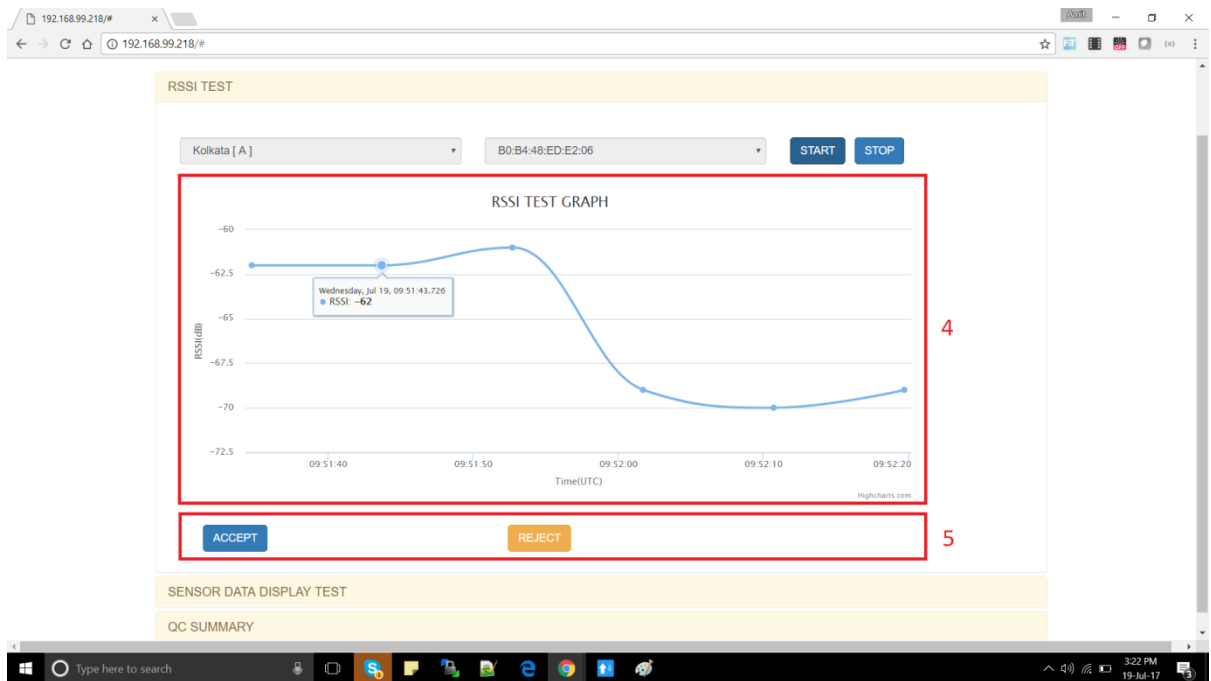 192.168.99.218/#
Amit
192.168.99.218/#
OFF
RSSI TEST
Kolkata [ A ]
B0:B4:48:ED:E2:06
START
STOP
RSSI TEST GRAPH
−60
−62.5
−65
−67.5
−70
−72.5
RSSI(dB)
Wednesday, Jul 19, 09:51:43.726
RSSI: −62
09:51:40
09:51:50
09:52:00
09:52:10
09:52:20
Time(UTC)
Highcharts.com
4
ACCEPT
REJECT
5
SENSOR DATA DISPLAY TEST
QC SUMMARY
Type here to search
3:22 PM
19-Jul-17